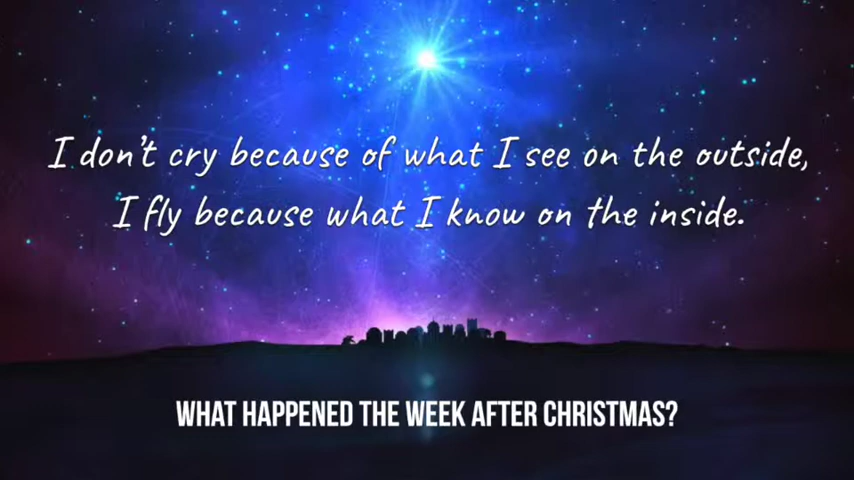 I don't cry because of what I see on the outside,
I fly because what I know on the inside.
WHAT HAPPENED THE WEEK AFTER CHRISTMAS?